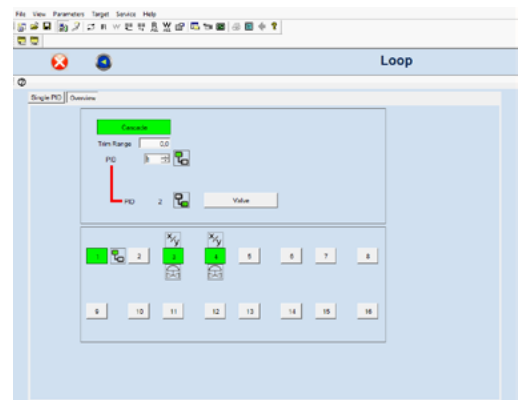 File View Parameters Target Service Help
Loop
Single PID Overview
Cascade
Trim Range 0.0
PID
PID 2 Value
X/y X/y
1 2 3 4 5 6 7 8
9 10 11 12 13 14 15 16